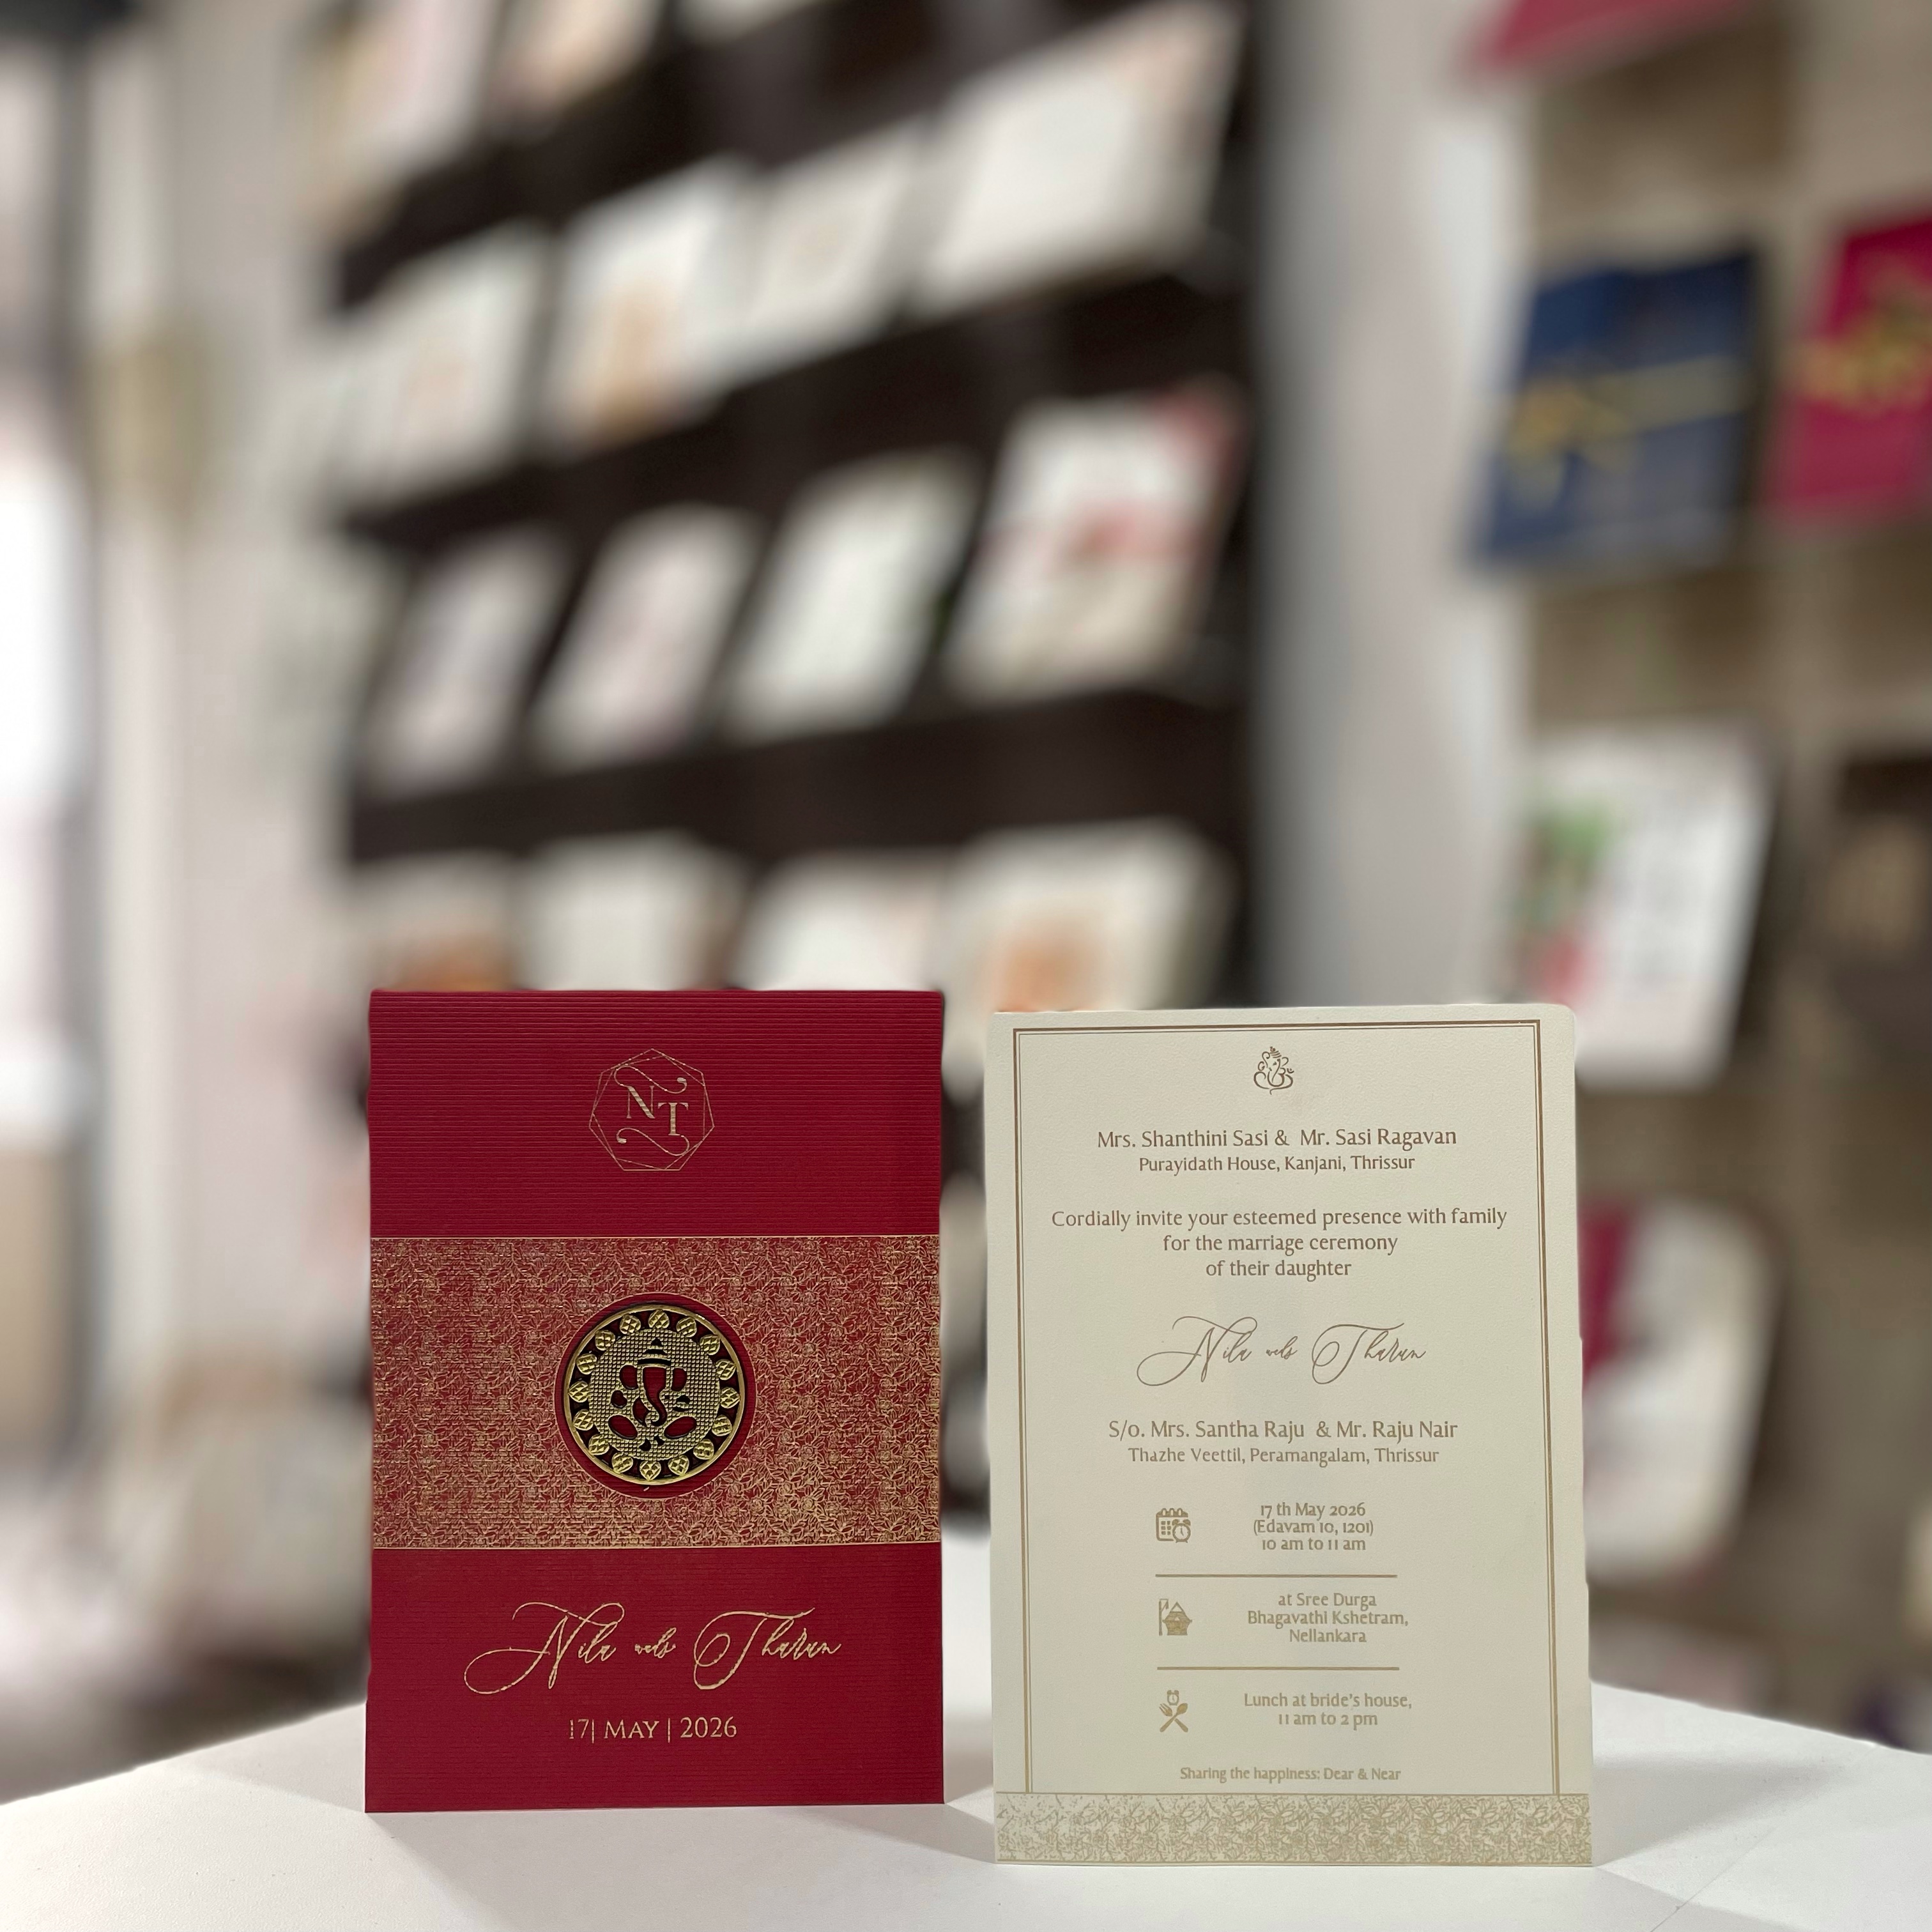 NT
Nila weds Tharun
17| MAY | 2026
Mrs. Shanthini Sasi & Mr. Sasi Ragavan
Purayidath House, Kanjani, Thrissur
Cordially invite your esteemed presence with family
for the marriage ceremony
of their daughter
Nila weds Tharun
S/o. Mrs. Santha Raju & Mr. Raju Nair
Thazhe Veettil, Peramangalam, Thrissur
17 th May 2026
(Edavam 10, 1201)
10 am to 11 am
at Sree Durga
Bhagavathi Kshetram,
Nellankara
Lunch at bride's house,
11 am to 2 pm
Sharing the happiness: Dear & Near